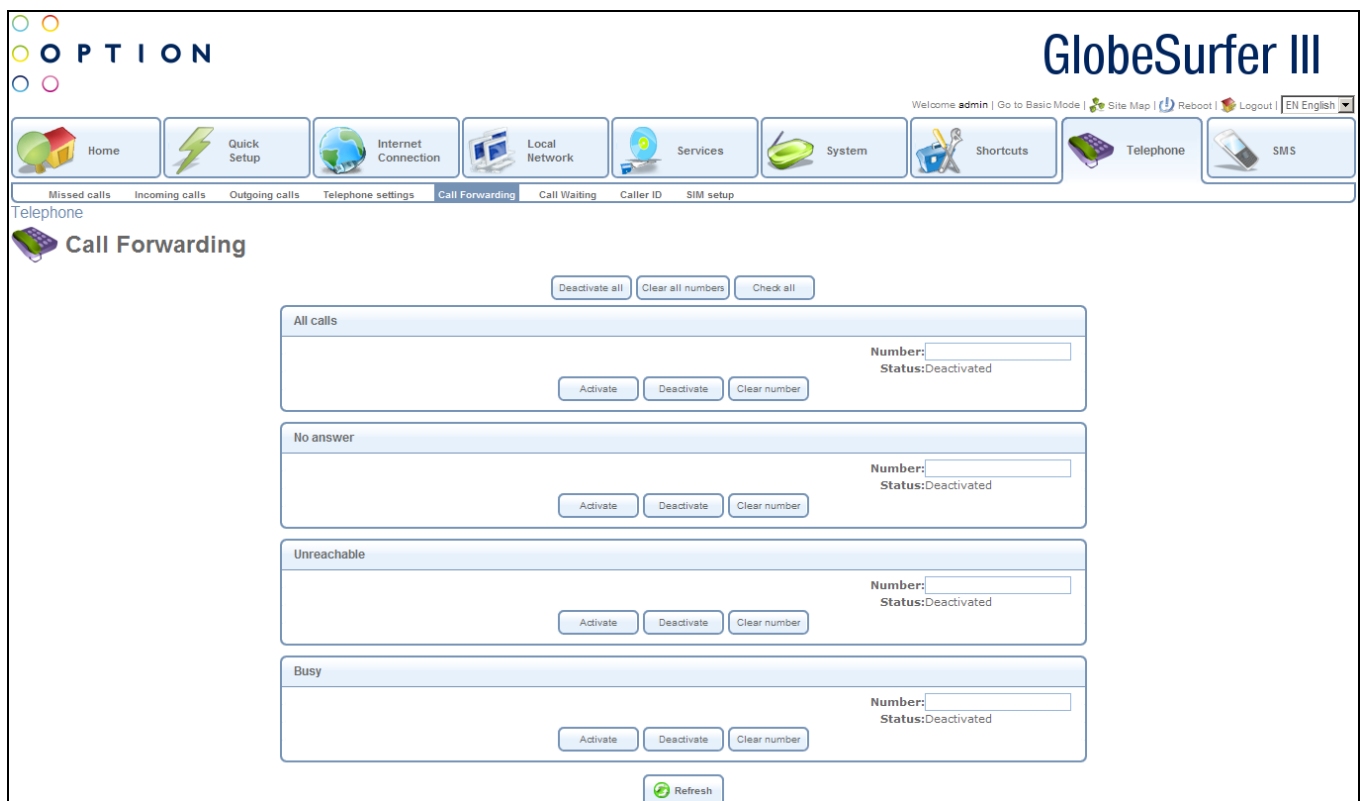 OPTION
GlobeSurfer III
Welcome admin | Go to Basic Mode | Site Map | Reboot | Logout | EN English
Home
Quick Setup
Internet Connection
Local Network
Services
System
Shortcuts
Telephone
SMS
Missed calls Incoming calls Outgoing calls Telephone settings Call Forwarding Call Waiting Caller ID SIM setup
Telephone
Call Forwarding
Deactivate all Clear all numbers Check all
All calls
Number:
Status:Deactivated
Activate Deactivate Clear number
No answer
Number:
Status:Deactivated
Activate Deactivate Clear number
Unreachable
Number:
Status:Deactivated
Activate Deactivate Clear number
Busy
Number:
Status:Deactivated
Activate Deactivate Clear number
Refresh